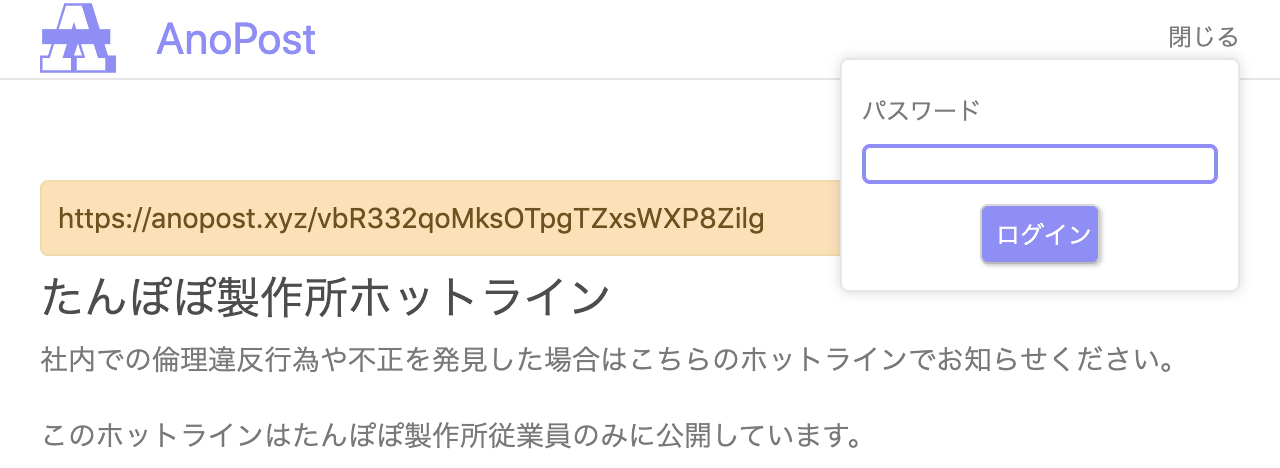 AnoPost
閉じる
パスワード
https://anopost.xyz/vbR332qoMksOTpgTZxsWXP8Zilg
ログイン
たんぽぽ製作所ホットライン
社内での倫理違反行為や不正を発見した場合はこちらのホットラインでお知らせください。
このホットラインはたんぽぽ製作所従業員のみに公開しています。